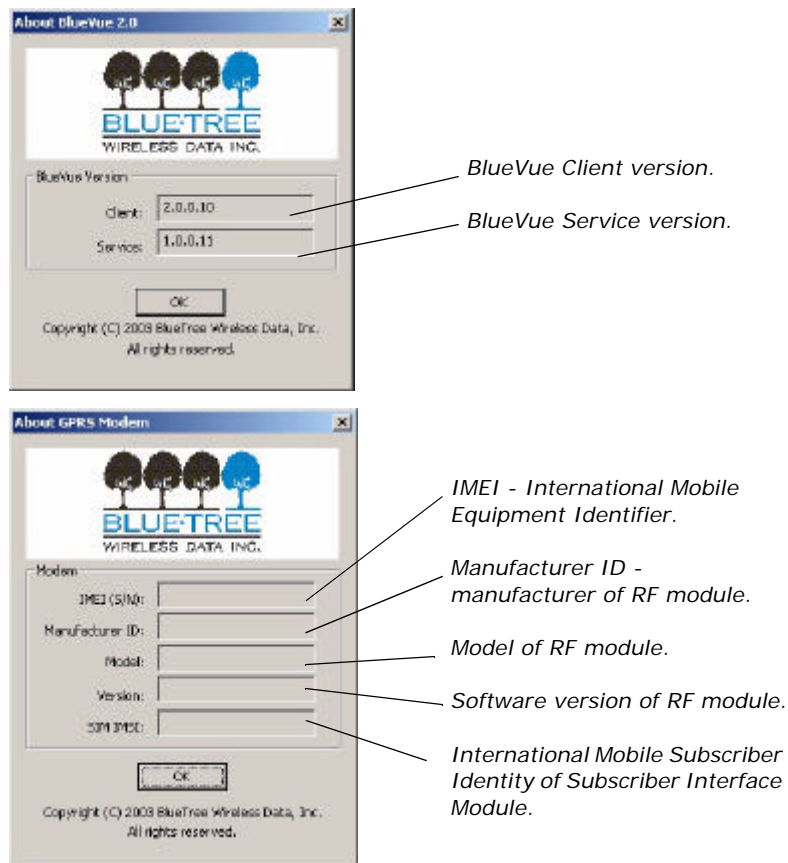 About BlueVue 2.0
BLUETREE
WIRELESS DATA INC.
BlueVue Version
Client: 2.0.0.10
Service: 1.0.0.11
OK
Copyright (C) 2003 BlueTree Wireless Data, Inc.
All rights reserved.
BlueVue Client version.
BlueVue Service version.
About GPRS Modem
BLUETREE
WIRELESS DATA INC.
Modem
IMEI (S/N):
Manufacturer ID:
Model:
Version:
SIM IMSI:
OK
Copyright (C) 2003 BlueTree Wireless Data, Inc.
All rights reserved.
IMEI - International Mobile
Equipment Identifier.
Manufacturer ID -
manufacturer of RF module.
Model of RF module.
Software version of RF module.
International Mobile Subscriber
Identity of Subscriber Interface
Module.